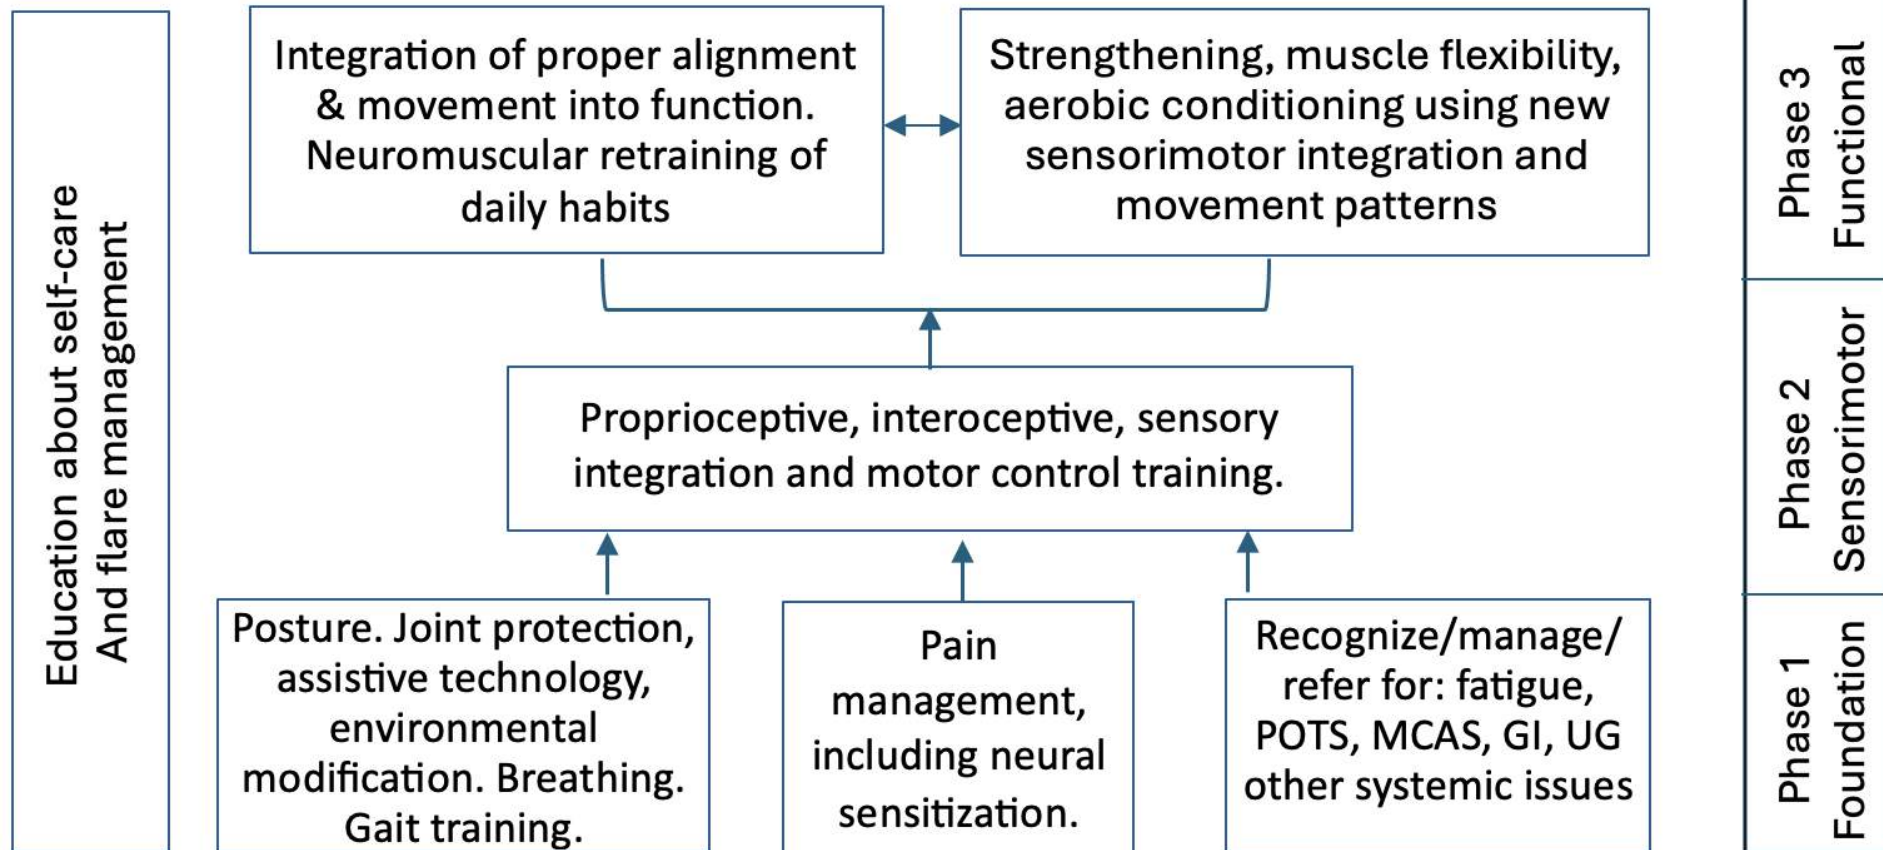 Education about self-care
And flare management
Integration of proper alignment
& movement into function.
Neuromuscular retraining of
daily habits
Strengthening, muscle flexibility,
aerobic conditioning using new
sensorimotor integration and
movement patterns
Phase 3
Functional
Proprioceptive, interoceptive, sensory
integration and motor control training.
Phase 2
Sensorimotor
Posture. Joint protection,
assistive technology,
environmental
modification. Breathing.
Gait training.
Pain
management,
including neural
sensitization.
Recognize/manage/
refer for: fatigue,
POTS, MCAS, GI, UG
other systemic issues
Phase 1
Foundation